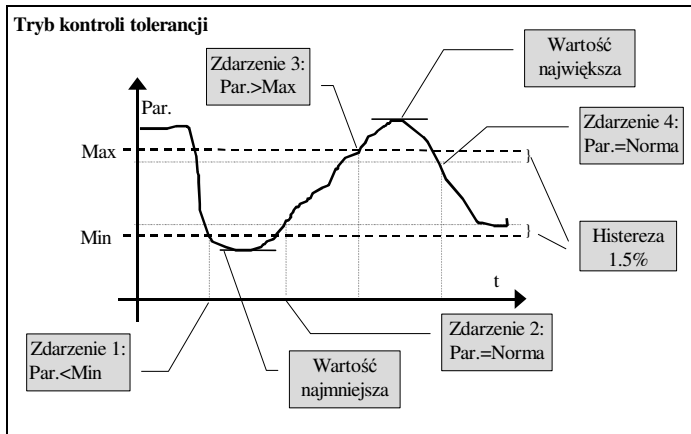 Tryb kontroli tolerancji
Wartość
największa
Zdarzenie 3:
Par.>Max
Par.
Zdarzenie 4:
Par.=Norma
Max
}
Min
}
Histereza
1.5%
t
Zdarzenie 1:
Par.<Min
Wartość
najmniejsza
Zdarzenie 2:
Par.=Norma